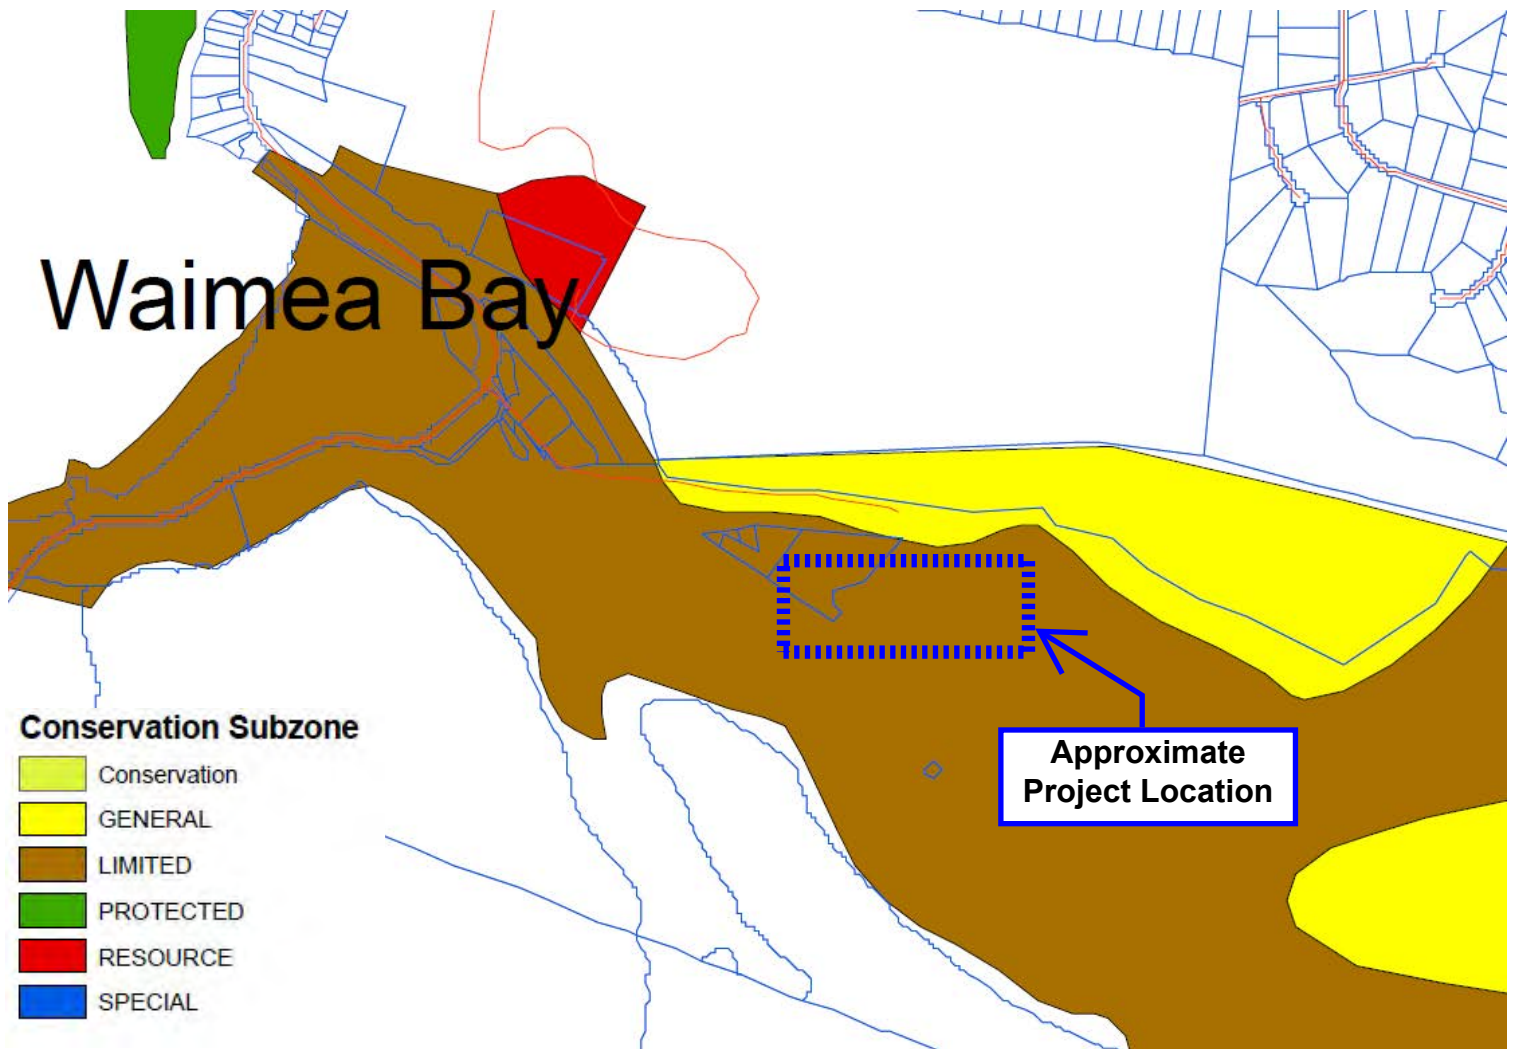 Waimea Bay
Approximate
Project Location
Conservation Subzone
Conservation
GENERAL
LIMITED
PROTECTED
RESOURCE
SPECIAL